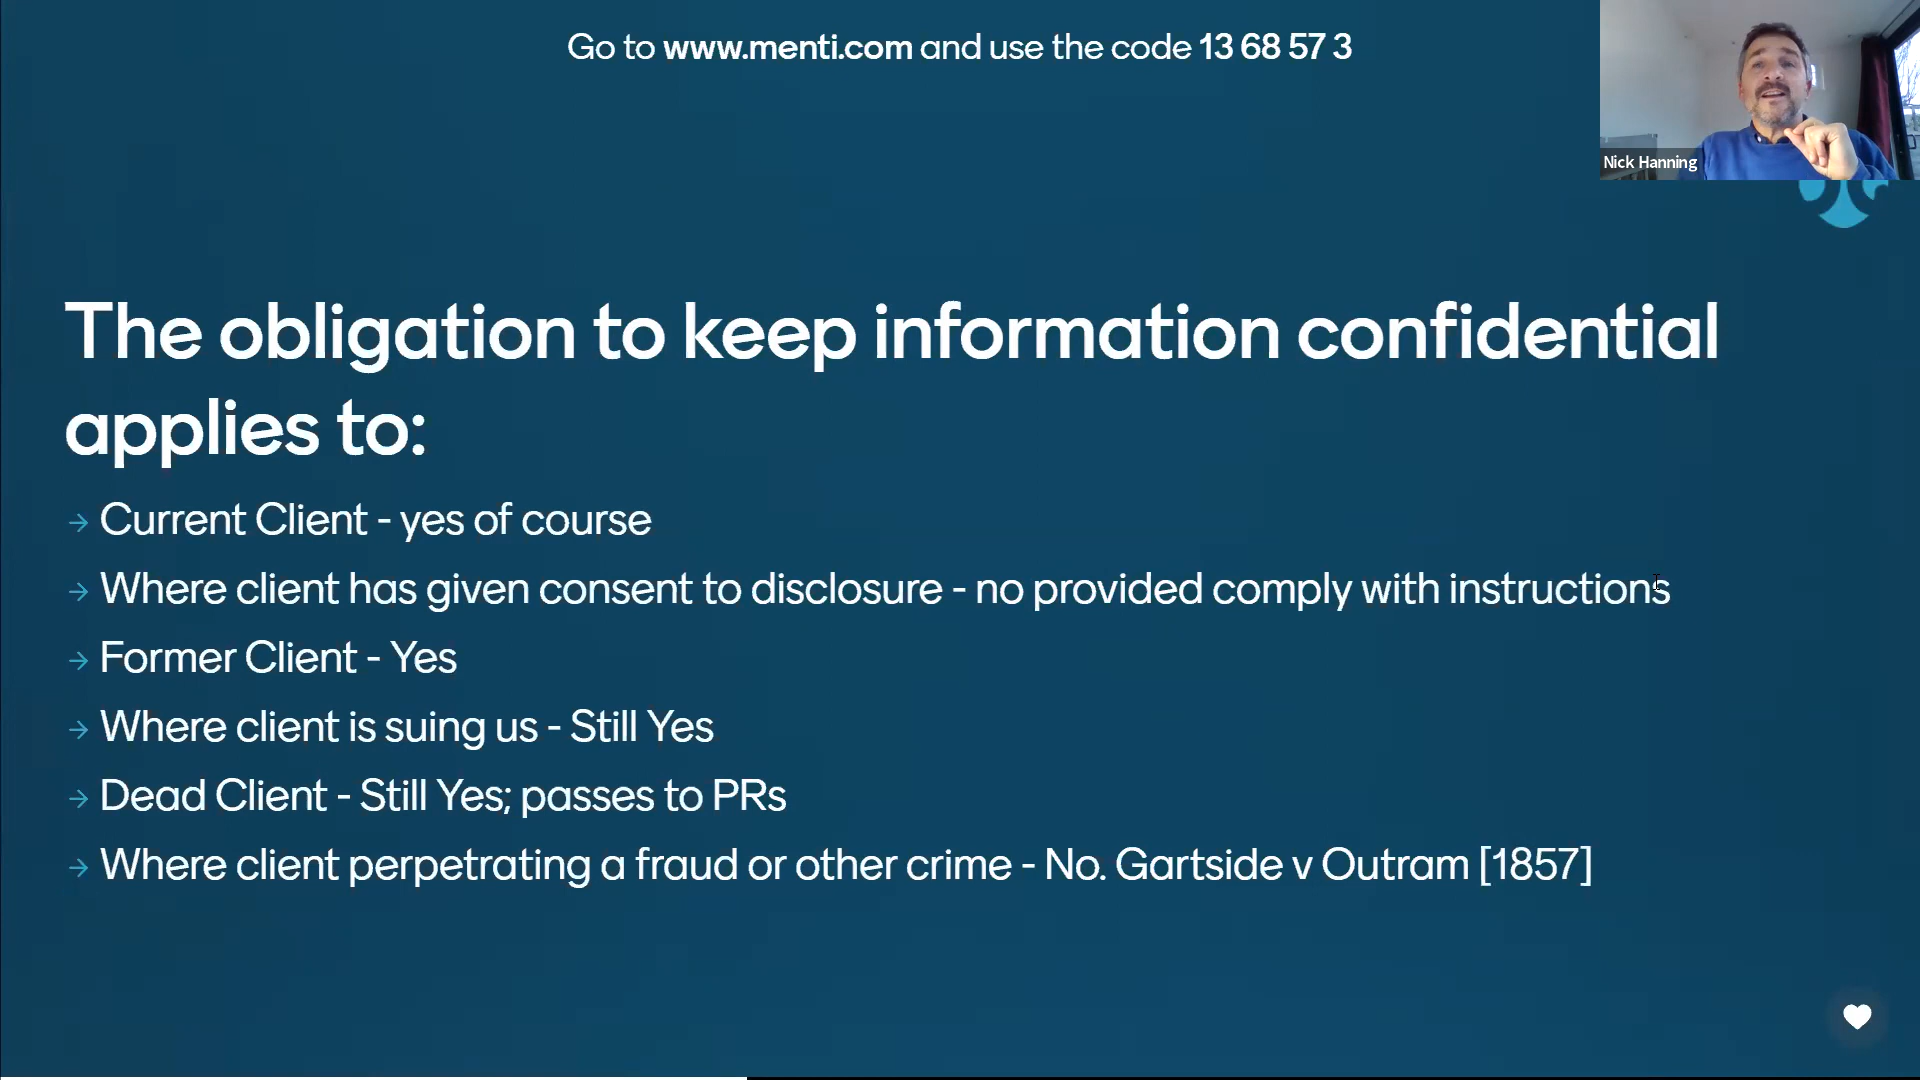 Go to www.menti.com and use the code 13 68 57 3
Nick Hanning
The obligation to keep information confidential
applies to:
→ Current Client - yes of course
→ Where client has given consent to disclosure - no provided comply with instructions
→ Former Client - Yes
→ Where client is suing us - Still Yes
→ Dead Client - Still Yes; passes to PRs
→ Where client perpetrating a fraud or other crime - No. Gartside v Outram [1857]